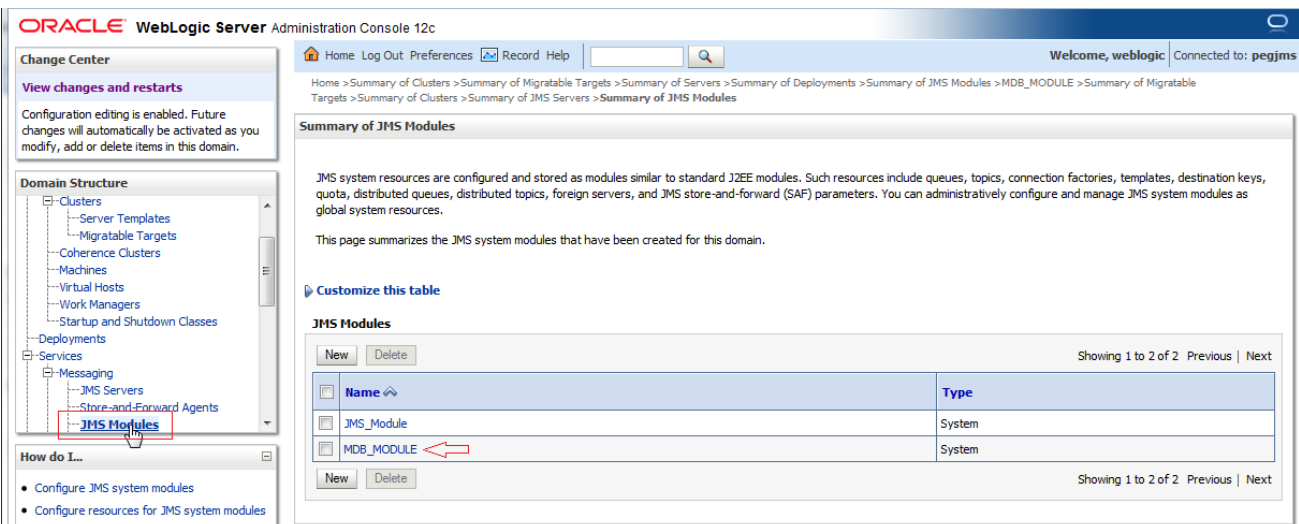 ORACLE WebLogic Server Administration Console 12c
Change Center
View changes and restarts
Configuration editing is enabled. Future
changes will automatically be activated as you
modify, add or delete items in this domain.
Domain Structure
Clusters
Server Templates
Migratable Targets
Coherence Clusters
Machines
Virtual Hosts
Work Managers
Startup and Shutdown Classes
Deployments
Services
Messaging
JMS Servers
Store-and-Forward Agents
JMS Modules
How do I...
Configure JMS system modules
Configure resources for JMS system modules
Home Log Out Preferences Record Help
Welcome, weblogic Connected to: pegjms
Home >Summary of Clusters >Summary of Migratable Targets >Summary of Servers >Summary of Deployments >Summary of JMS Modules >MDB_MODULE >Summary of Migratable
Targets >Summary of Clusters >Summary of JMS Servers >Summary of JMS Modules
Summary of JMS Modules
JMS system resources are configured and stored as modules similar to standard J2EE modules. Such resources include queues, topics, connection factories, templates, destination keys,
quota, distributed queues, distributed topics, foreign servers, and JMS store-and-forward (SAF) parameters. You can administratively configure and manage JMS system modules as
global system resources.
This page summarizes the JMS system modules that have been created for this domain.
Customize this table
JMS Modules
New Delete Showing 1 to 2 of 2 Previous | Next
Name Type
JMS_Module System
MDB_MODULE System
New Delete Showing 1 to 2 of 2 Previous | Next